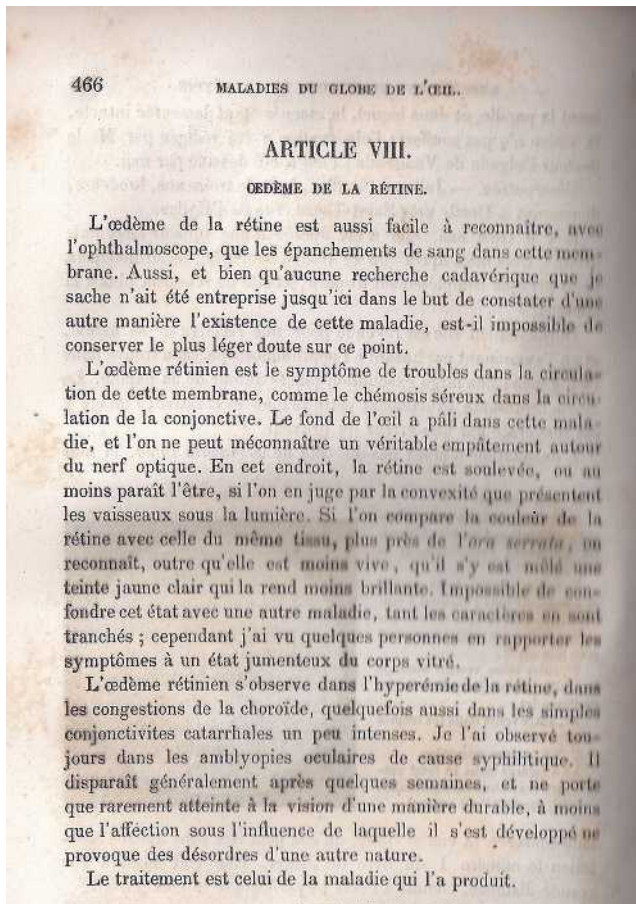 466 MALADIES DU GLOBE DE L'ŒIL.
ARTICLE VIII.
ŒDÈME DE LA RÉTINE.
L'œdème de la rétine est aussi facile à reconnaître, avec
l'ophthalmoscope, que les épanchements de sang dans cette mem-
brane. Aussi, et bien qu'aucune recherche cadavérique que je
sache n'ait été entreprise jusqu'ici dans le but de constater d'une
autre manière l'existence de cette maladie, est-il impossible de
conserver le plus léger doute sur ce point.
L'œdème rétinien est le symptôme de troubles dans la circula-
tion de cette membrane, comme le chémosis séreux dans la circu-
lation de la conjonctive. Le fond de l'œil a pâli dans cette mala-
die, et l'on ne peut méconnaître un véritable empâtement autour
du nerf optique. En cet endroit, la rétine est soulevée, ou au
moins paraît l'être, si l'on en juge par la convexité que présentent
les vaisseaux sous la lumière. Si l'on compare la couleur de la
rétine avec celle du même tissu, plus près de l'ora serrata, on
reconnaît, outre qu'elle est moins vive, qu'il s'y est mêlé une
teinte jaune clair qui la rend moins brillante. Impossible de con-
fondre cet état avec une autre maladie, tant les caractères en sont
tranchés ; cependant j'ai vu quelques personnes en rapporter les
symptômes à un état jumenteux du corps vitré.
L'œdème rétinien s'observe dans l'hyperémie de la rétine, dans
les congestions de la choroïde, quelquefois aussi dans les simples
conjonctivites catarrhales un peu intenses. Je l'ai observé tou-
jours dans les amblyopies oculaires de cause syphilitique. Il
disparaît généralement après quelques semaines, et ne porte
que rarement atteinte à la vision d'une manière durable, à moins
que l'afféction sous l'influence de laquelle il s'est développé ne
provoque des désordres d'une autre nature.
Le traitement est celui de la maladie qui l'a produit.